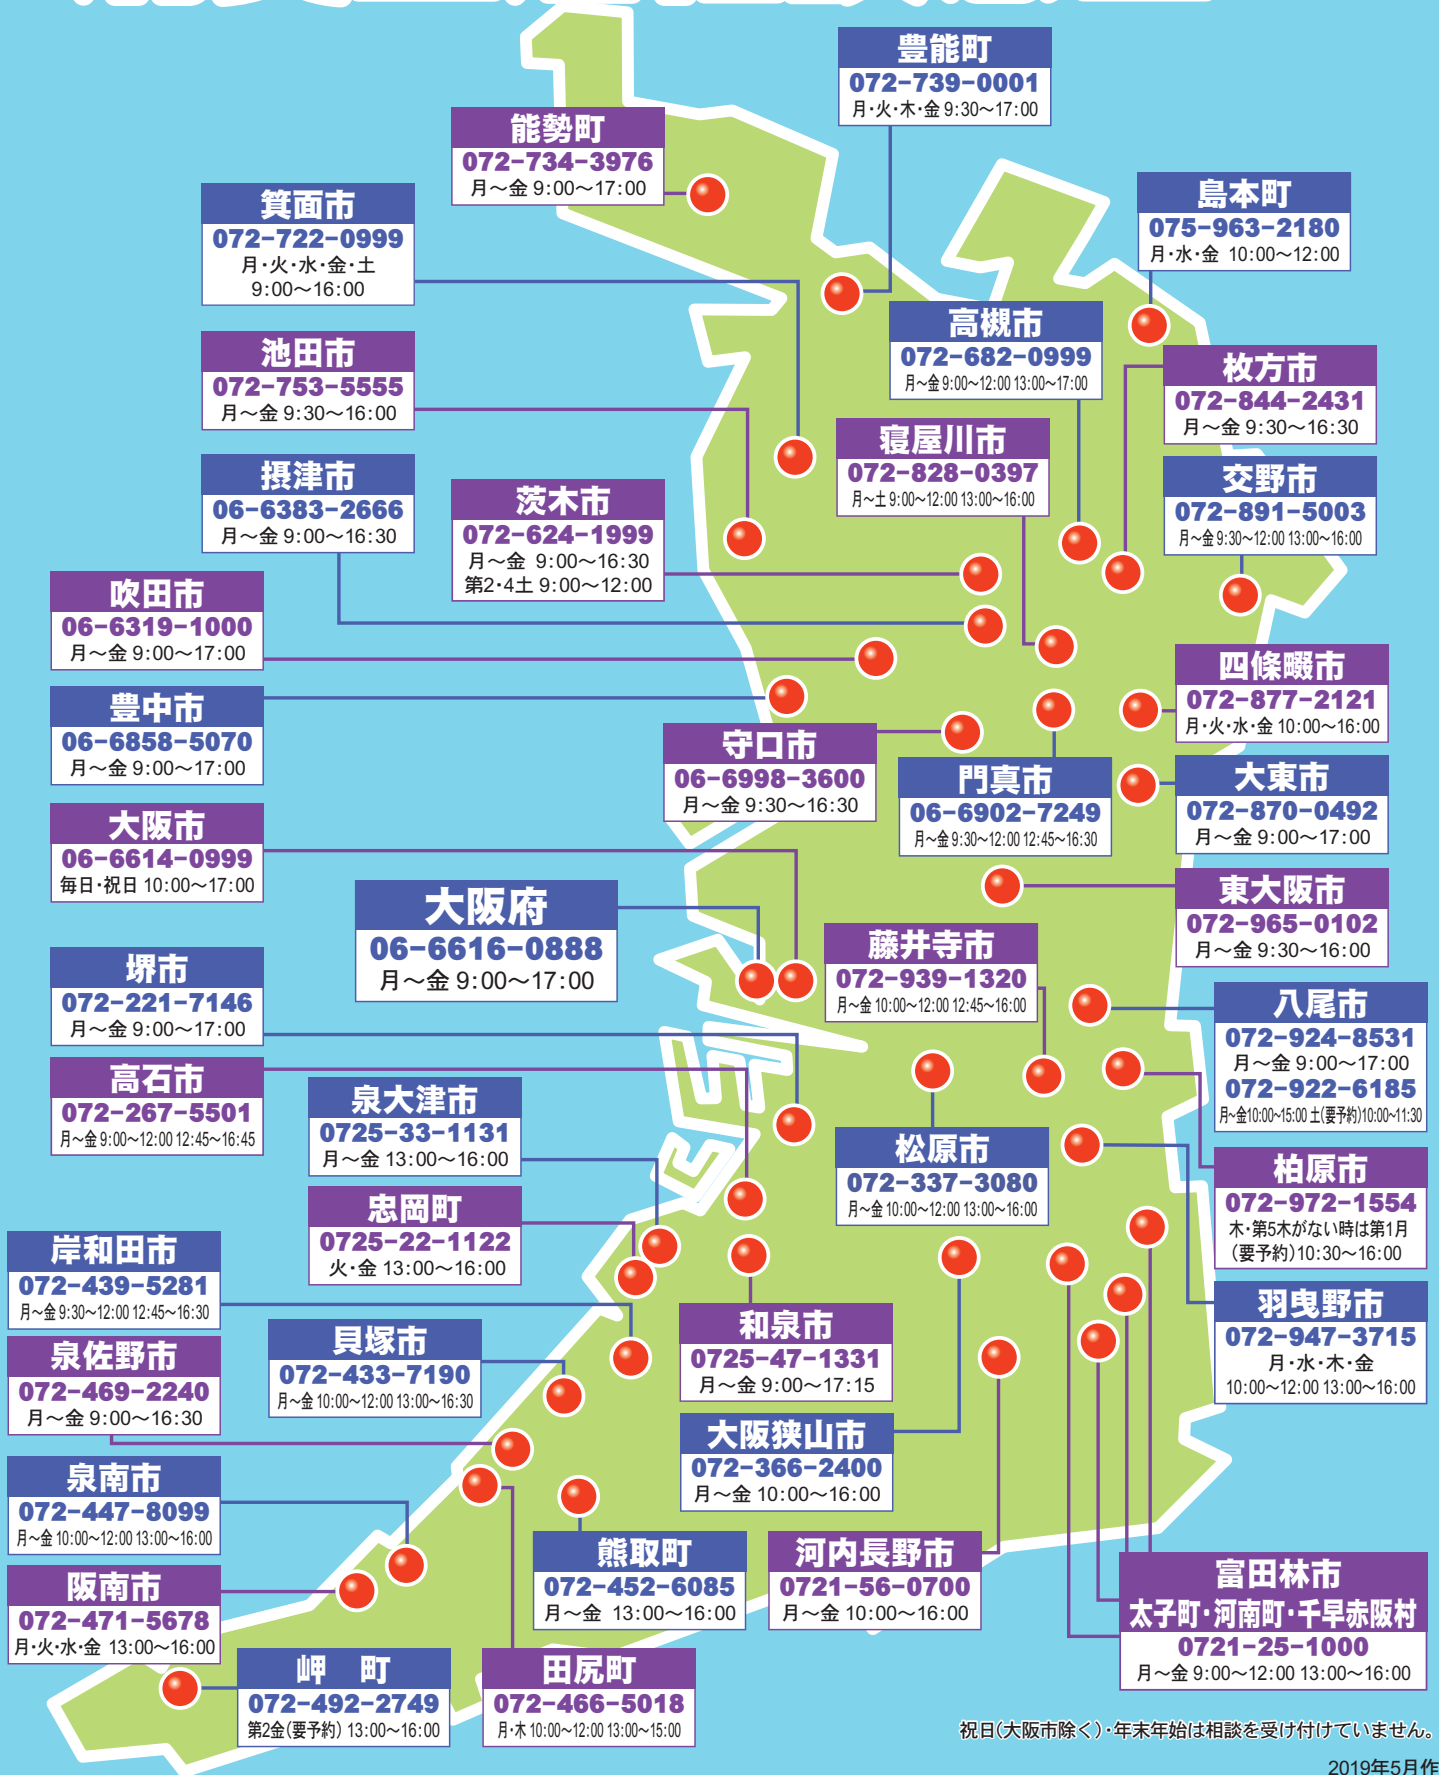 豊能町
072-739-0001
月・火・木・金 9:30〜17:00
能勢町
072-734-3976
月〜金 9:00〜17:00
島本町
075-963-2180
月・水・金 10:00〜12:00
箕面市
072-722-0999
月・火・水・金・土
9:00〜16:00
高槻市
072-682-0999
月〜金 9:00〜12:00 13:00〜17:00
池田市
072-753-5555
月〜金 9:30〜16:00
枚方市
072-844-2431
月〜金 9:30〜16:30
寝屋川市
072-828-0397
月〜土 9:00〜12:00 13:00〜16:00
摂津市
06-6383-2666
月〜金 9:00〜16:30
茨木市
072-624-1999
月〜金 9:00〜16:30
第2・4土 9:00〜12:00
交野市
072-891-5003
月〜金 9:30〜12:00 13:00〜16:00
吹田市
06-6319-1000
月〜金 9:00〜17:00
四條畷市
072-877-2121
月・火・水・金 10:00〜16:00
豊中市
06-6858-5070
月〜金 9:00〜17:00
守口市
06-6998-3600
月〜金 9:30〜16:30
門真市
06-6902-7249
月〜金 9:30〜12:00 12:45〜16:30
大東市
072-870-0492
月〜金 9:00〜17:00
大阪市
06-6614-0999
毎日・祝日 10:00〜17:00
大阪府
06-6616-0888
月〜金 9:00〜17:00
東大阪市
072-965-0102
月〜金 9:30〜16:00
藤井寺市
072-939-1320
月〜金 10:00〜12:00 12:45〜16:00
堺市
072-221-7146
月〜金 9:00〜17:00
八尾市
072-924-8531
月〜金 9:00〜17:00
072-922-6185
月〜金10:00〜15:00 土(要予約)10:00〜11:30
高石市
072-267-5501
月〜金 9:00〜12:00 12:45〜16:45
泉大津市
0725-33-1131
月〜金 13:00〜16:00
松原市
072-337-3080
月〜金 10:00〜12:00 13:00〜16:00
柏原市
072-972-1554
木・第5木がない時は第1月
(要予約)10:30〜16:00
忠岡町
0725-22-1122
火・金 13:00〜16:00
岸和田市
072-439-5281
月〜金 9:30〜12:00 12:45〜16:30
羽曳野市
072-947-3715
月・水・木・金
10:00〜12:00 13:00〜16:00
貝塚市
072-433-7190
月〜金 10:00〜12:00 13:00〜16:30
和泉市
0725-47-1331
月〜金 9:00〜17:15
泉佐野市
072-469-2240
月〜金 9:00〜16:30
大阪狭山市
072-366-2400
月〜金 10:00〜16:00
泉南市
072-447-8099
月〜金 10:00〜12:00 13:00〜16:00
熊取町
072-452-6085
月〜金 13:00〜16:00
河内長野市
0721-56-0700
月〜金 10:00〜16:00
富田林市
太子町・河南町・千早赤阪村
0721-25-1000
月〜金 9:00〜12:00 13:00〜16:00
阪南市
072-471-5678
月・火・水・金 13:00〜16:00
岬　町
072-492-2749
第2金(要予約) 13:00〜16:00
田尻町
072-466-5018
月・木 10:00〜12:00 13:00〜15:00
祝日(大阪市除く)・年末年始は相談を受け付けていません。
2019年5月作